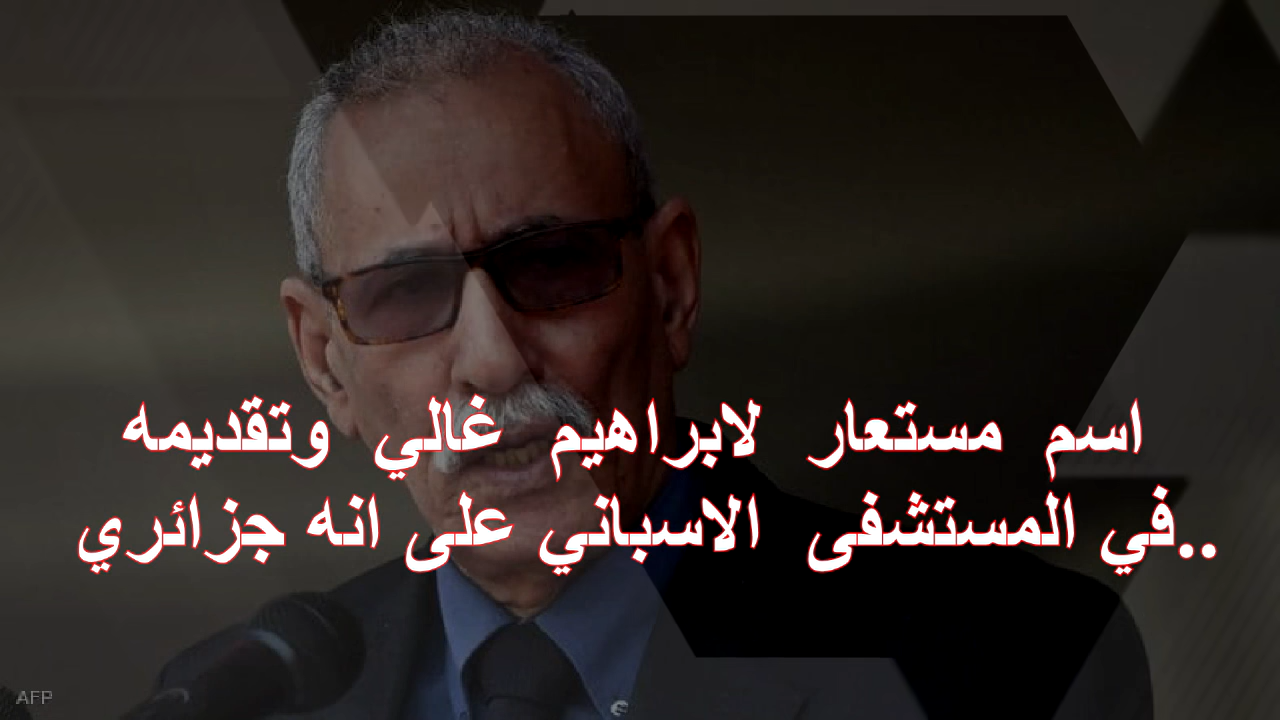 اسم مستعار لابراهيم غالي وتقديمه
في المستشفى الاسباني على انه جزائري..
AFP